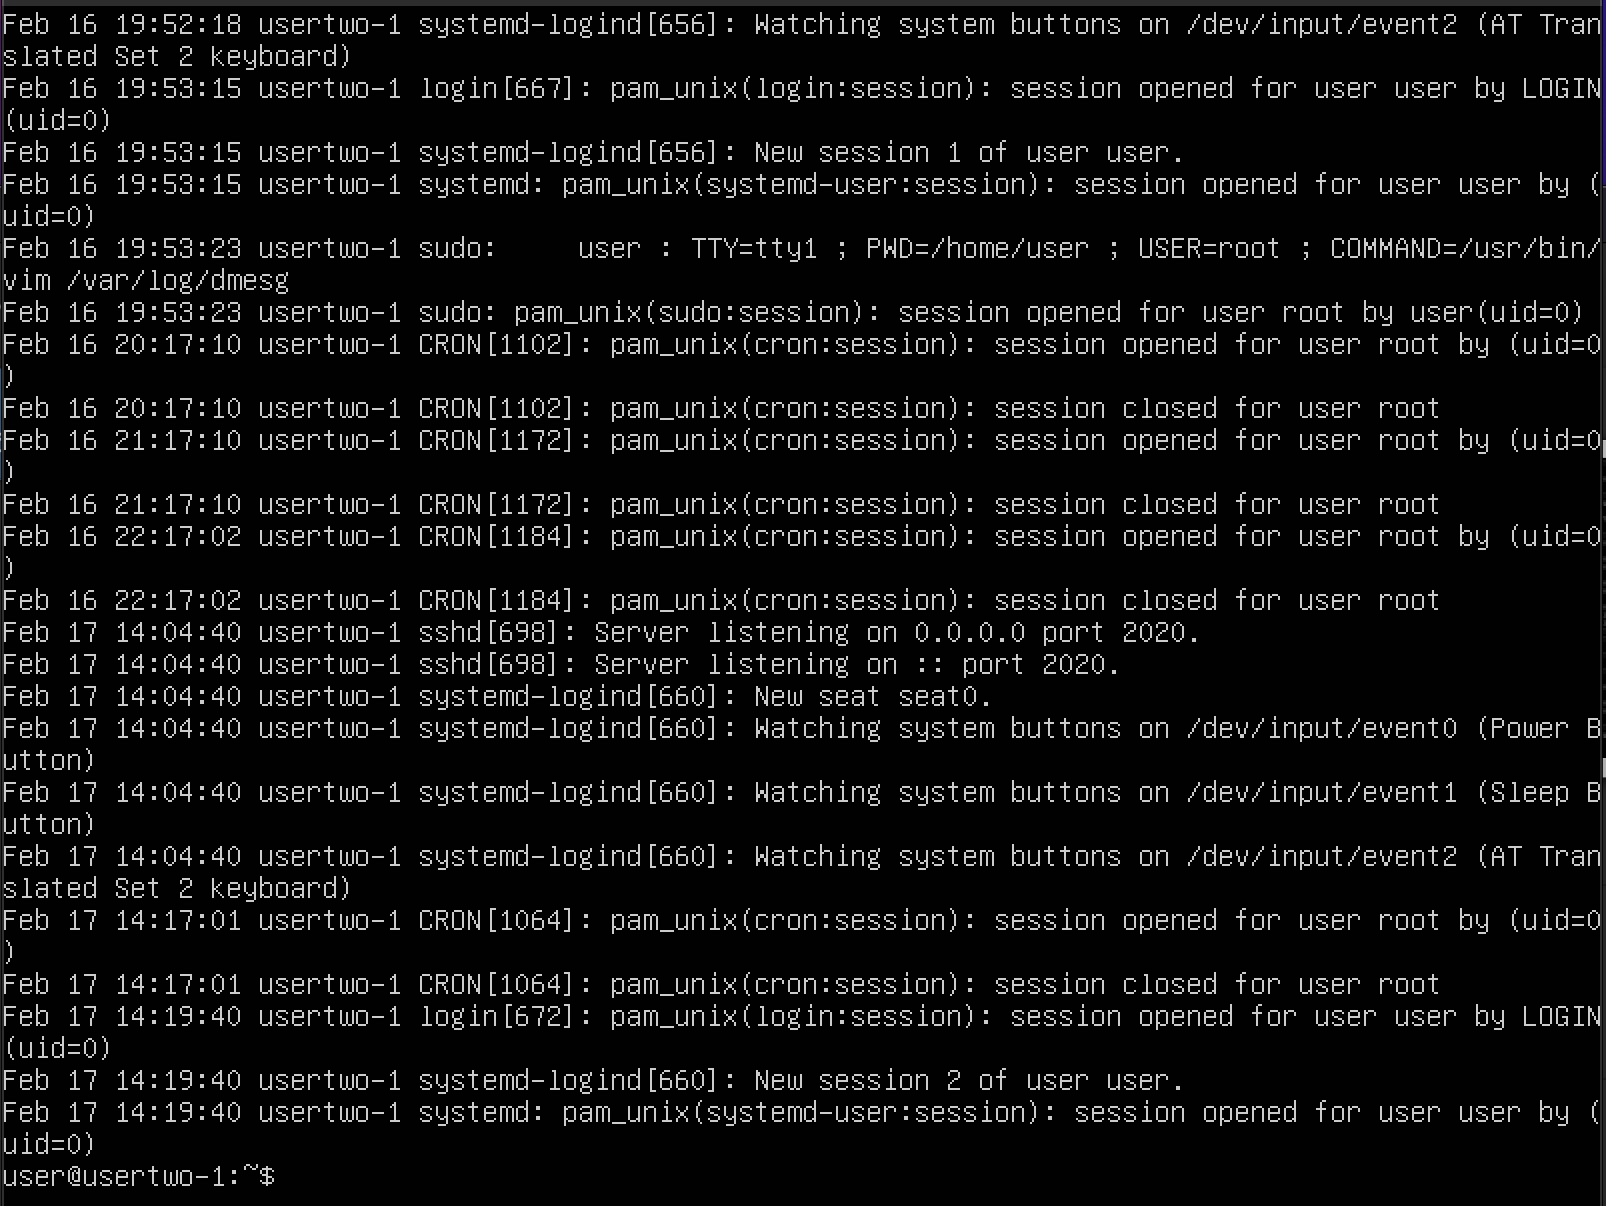 Feb 16 19:52:18 usertwo-1 systemd-logind[656]: Watching system buttons on /dev/input/event2 (AT Tran
slated Set 2 keyboard)
Feb 16 19:53:15 usertwo-1 login[667]: pam_unix(login:session): session opened for user user by LOGIN
(uid=0)
Feb 16 19:53:15 usertwo-1 systemd-logind[656]: New session 1 of user user.
Feb 16 19:53:15 usertwo-1 systemd: pam_unix(systemd-user:session): session opened for user user by (
uid=0)
Feb 16 19:53:23 usertwo-1 sudo:     user : TTY=tty1 ; PWD=/home/user ; USER=root ; COMMAND=/usr/bin/
vim /var/log/dmesg
Feb 16 19:53:23 usertwo-1 sudo: pam_unix(sudo:session): session opened for user root by user(uid=0)
Feb 16 20:17:10 usertwo-1 CRON[1102]: pam_unix(cron:session): session opened for user root by (uid=0
)
Feb 16 20:17:10 usertwo-1 CRON[1102]: pam_unix(cron:session): session closed for user root
Feb 16 21:17:10 usertwo-1 CRON[1172]: pam_unix(cron:session): session opened for user root by (uid=0
)
Feb 16 21:17:10 usertwo-1 CRON[1172]: pam_unix(cron:session): session closed for user root
Feb 16 22:17:02 usertwo-1 CRON[1184]: pam_unix(cron:session): session opened for user root by (uid=0
)
Feb 16 22:17:02 usertwo-1 CRON[1184]: pam_unix(cron:session): session closed for user root
Feb 17 14:04:40 usertwo-1 sshd[698]: Server listening on 0.0.0.0 port 2020.
Feb 17 14:04:40 usertwo-1 sshd[698]: Server listening on :: port 2020.
Feb 17 14:04:40 usertwo-1 systemd-logind[660]: New seat seat0.
Feb 17 14:04:40 usertwo-1 systemd-logind[660]: Watching system buttons on /dev/input/event0 (Power B
utton)
Feb 17 14:04:40 usertwo-1 systemd-logind[660]: Watching system buttons on /dev/input/event1 (Sleep B
utton)
Feb 17 14:04:40 usertwo-1 systemd-logind[660]: Watching system buttons on /dev/input/event2 (AT Tran
slated Set 2 keyboard)
Feb 17 14:17:01 usertwo-1 CRON[1064]: pam_unix(cron:session): session opened for user root by (uid=0
)
Feb 17 14:17:01 usertwo-1 CRON[1064]: pam_unix(cron:session): session closed for user root
Feb 17 14:19:40 usertwo-1 login[672]: pam_unix(login:session): session opened for user user by LOGIN
(uid=0)
Feb 17 14:19:40 usertwo-1 systemd-logind[660]: New session 2 of user user.
Feb 17 14:19:40 usertwo-1 systemd: pam_unix(systemd-user:session): session opened for user user by (
uid=0)
user@usertwo-1:~$